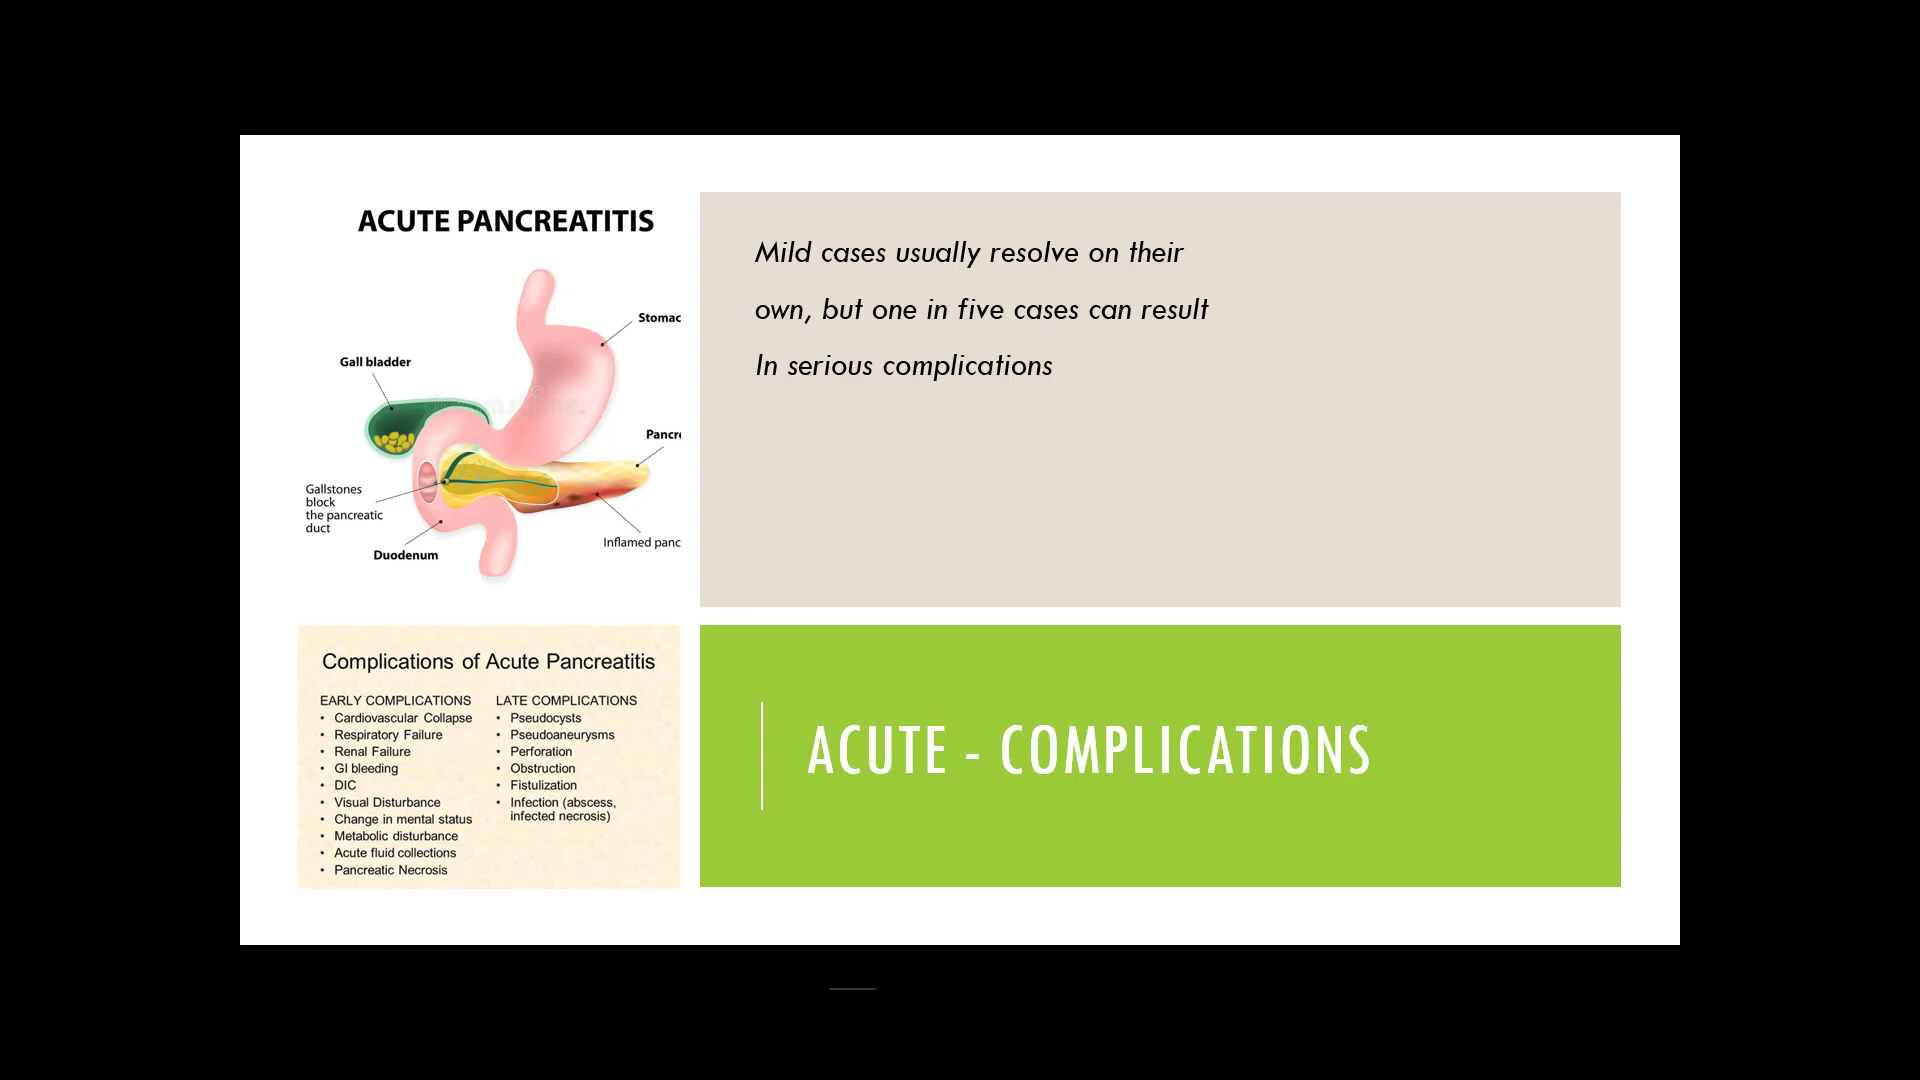 ACUTE PANCREATITIS
Stomac
Gall bladder
Pancre
Gallstones
block
the pancreatic
duct
Inflamed panc
Duodenum
Mild cases usually resolve on their
own, but one in five cases can result
In serious complications
Complications of Acute Pancreatitis
EARLY COMPLICATIONS
• Cardiovascular Collapse
• Respiratory Failure
• Renal Failure
• GI bleeding
• DIC
• Visual Disturbance
• Change in mental status
• Metabolic disturbance
• Acute fluid collections
• Pancreatic Necrosis
LATE COMPLICATIONS
• Pseudocysts
• Pseudoaneurysms
• Perforation
• Obstruction
• Fistulization
• Infection (abscess,
infected necrosis)
ACUTE - COMPLICATIONS